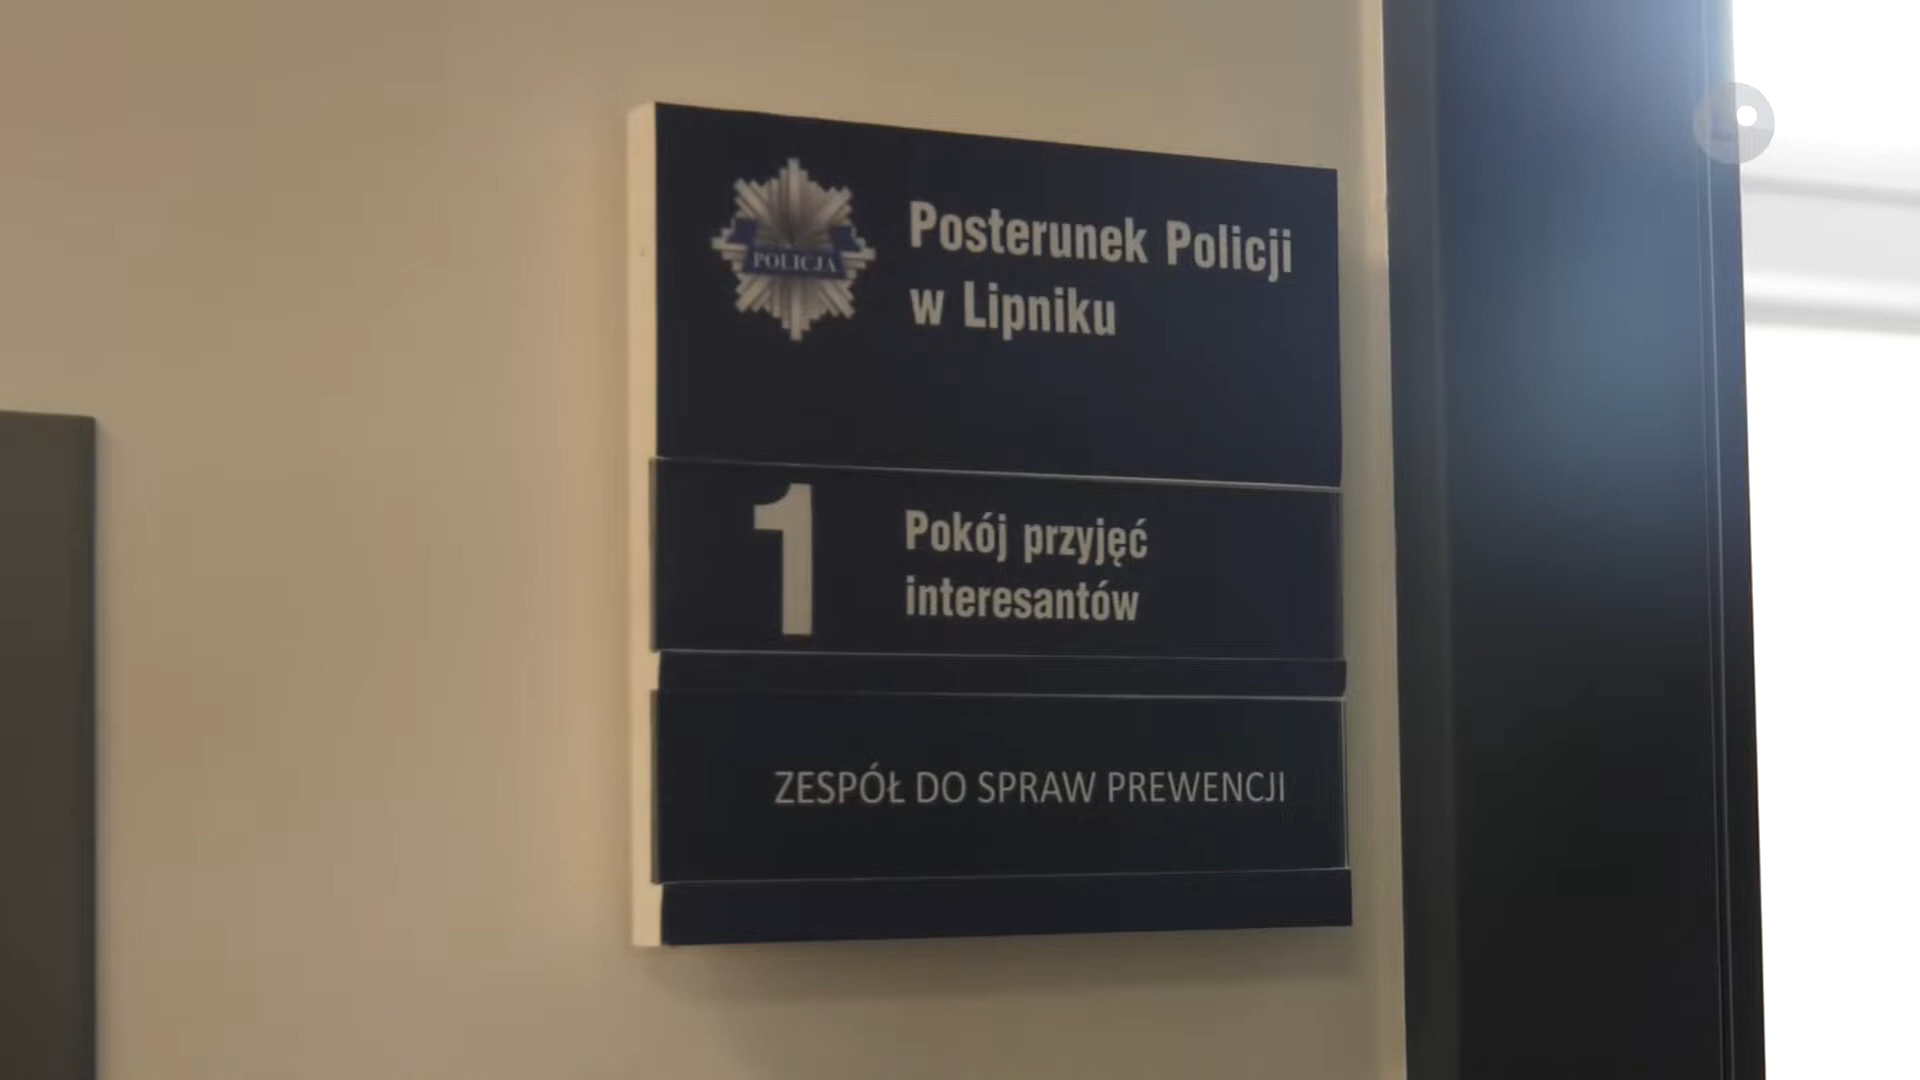 POLICJA
Posterunek Policji
w Lipniku
1
Pokój przyjęć
interesantów
ZESPÓŁ DO SPRAW PREWENCJI